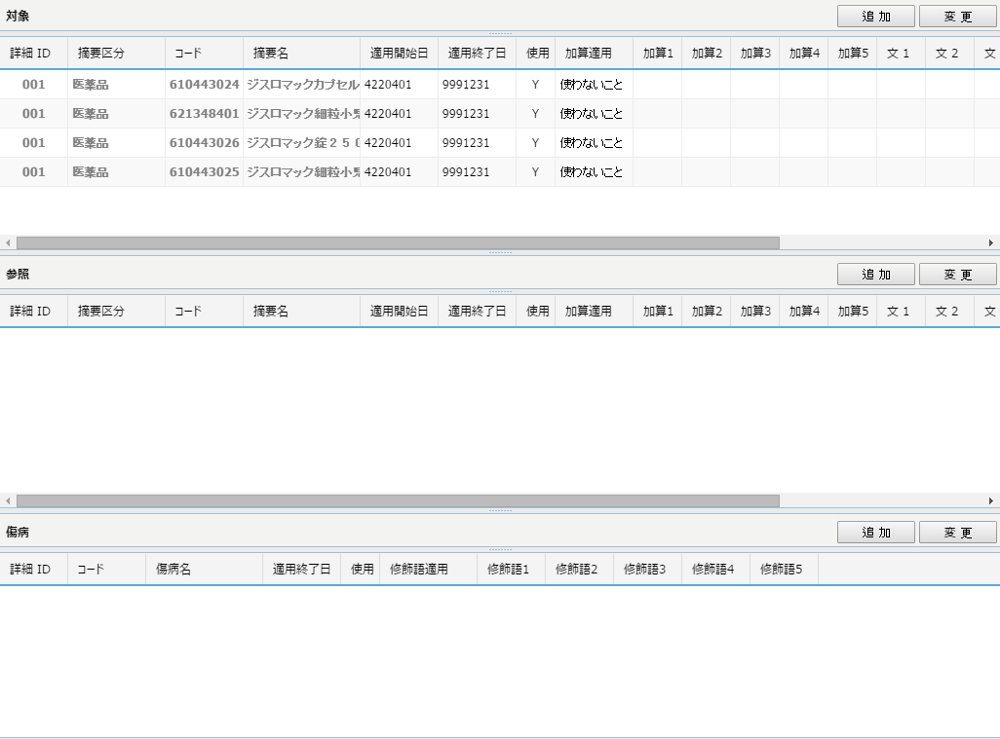 対象 追 加 変 更
詳細 ID 摘要区分 コード 摘要名 適用開始日 適用終了日 使用 加算適用 加算1 加算2 加算3 加算4 加算5 文 1 文 2 文
001 医薬品 610443024 ジスロマックカプセル 4220401 9991231 Y 使わないこと
001 医薬品 621348401 ジスロマック細粒小 4220401 9991231 Y 使わないこと
001 医薬品 610443026 ジスロマック錠２５ 4220401 9991231 Y 使わないこと
001 医薬品 610443025 ジスロマック細粒小 4220401 9991231 Y 使わないこと
参照 追 加 変 更
詳細 ID 摘要区分 コード 摘要名 適用開始日 適用終了日 使用 加算適用 加算1 加算2 加算3 加算4 加算5 文 1 文 2 文
傷病 追 加 変 更
詳細 ID コード 傷病名 適用終了日 使用 修飾語適用 修飾語1 修飾語2 修飾語3 修飾語4 修飾語5